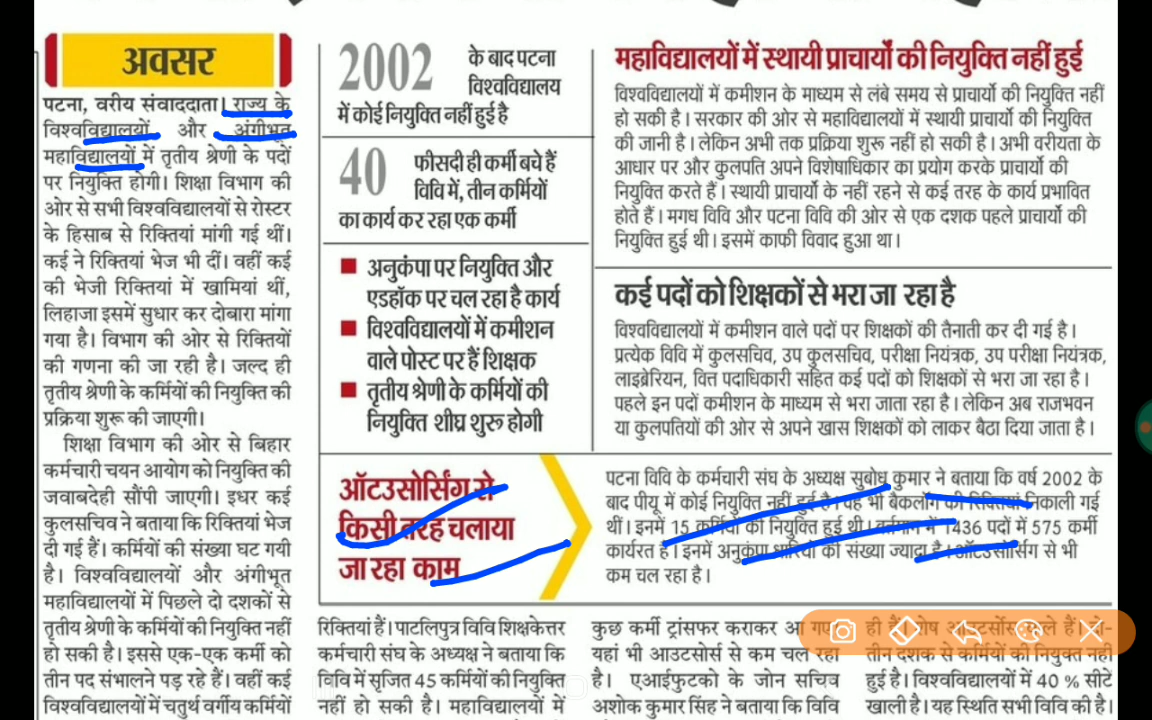 अवसर
पटना, वरीय संवाददाता। राज्य के
विश्वविद्यालयों और अंगीभूत
महाविद्यालयों में तृतीय श्रेणी के पदों
पर नियुक्ति होगी। शिक्षा विभाग की
ओर से सभी विश्वविद्यालयों से रोस्टर
के हिसाब से रिक्तियां मांगी गई थीं।
कई ने रिक्तियां भेज भी दीं। वहीं कई
की भेजी रिक्तियां में खामियां थीं,
लिहाजा इसमें सुधार कर दोबारा मांगा
गया है। विभाग की ओर से रिक्तियों
की गणना की जा रही है। जल्द ही
तृतीय श्रेणी के कर्मियों की नियुक्ति की
प्रक्रिया शुरू की जाएगी।
शिक्षा विभाग की ओर से बिहार
कर्मचारी चयन आयोग को नियुक्ति की
जवाबदेही सौंपी जाएगी। इधर कई
कुलसचिव ने बताया कि रिक्तियां भेज
दी गई हैं। कर्मियों की संख्या घट गयी
है। विश्वविद्यालयों और अंगीभूत
महाविद्यालयों में पिछले दो दशकों से
तृतीय श्रेणी के कर्मियों की नियुक्ति नहीं
हो सकी है। इससे एक-एक कर्मी को
तीन पद संभालने पड़ रहे हैं। वहीं कई
विश्वविद्यालयों में चतुर्थ वर्गीय कर्मियों
2002 के बाद पटना
विश्वविद्यालय
में कोई नियुक्ति नहीं हुई है
40 फीसदी ही कर्मी बचे हैं
विवि में, तीन कर्मियों
का कार्य कर रहा एक कर्मी
■ अनुकंपा पर नियुक्ति और
एडहॉक पर चल रहा है कार्य
■ विश्वविद्यालयों में कमीशन
वाले पोस्ट पर हैं शिक्षक
■ तृतीय श्रेणी के कर्मियों की
नियुक्ति शीघ्र शुरू होगी
महाविद्यालयों में स्थायी प्राचार्यों की नियुक्ति नहीं हुई
विश्वविद्यालयों में कमीशन के माध्यम से लंबे समय से प्राचार्यो की नियुक्ति नहीं
हो सकी है। सरकार की ओर से महाविद्यालयों में स्थायी प्राचार्यों की नियुक्ति
की जानी है। लेकिन अभी तक प्रक्रिया शुरू नहीं हो सकी है। अभी वरीयता के
आधार पर और कुलपति अपने विशेषाधिकार का प्रयोग करके प्राचार्यो की
नियुक्ति करते हैं। स्थायी प्राचार्यो के नहीं रहने से कई तरह के कार्य प्रभावित
होते हैं। मगध विवि और पटना विवि की ओर से एक दशक पहले प्राचार्यो की
नियुक्ति हुई थी। इसमें काफी विवाद हुआ था।
कई पदों को शिक्षकों से भरा जा रहा है
विश्वविद्यालयों में कमीशन वाले पदों पर शिक्षकों की तैनाती कर दी गई है।
प्रत्येक विवि में कुलसचिव, उप कुलसचिव, परीक्षा नियंत्रक, उप परीक्षा नियंत्रक,
लाइब्रेरियन, वित्त पदाधिकारी सहित कई पदों को शिक्षकों से भरा जा रहा है।
पहले इन पदों कमीशन के माध्यम से भरा जाता रहा है। लेकिन अब राजभवन
या कुलपतियों की ओर से अपने खास शिक्षकों को लाकर बैठा दिया जाता है।
ऑटउसोर्सिंग से
किसी तरह चलाया
जा रहा काम
पटना विवि के कर्मचारी संघ के अध्यक्ष सुबोध कुमार ने बताया कि वर्ष 2002 के
बाद पीयू में कोई नियुक्ति नहीं हुई है। वह भी बैकलॉग की रिक्तियां निकाली गई
थीं। इनमें 15 कर्मियों की नियुक्ति हुई थी। वर्तमान में 1436 पदों में 575 कर्मी
कार्यरत है। इनमें अनुकंपा धारियों की संख्या ज्यादा है। ऑटउसोर्सिंग से भी
कम चल रहा है।
रिक्तियां हैं। पाटलिपुत्र विवि शिक्षकेत्तर
कर्मचारी संघ के अध्यक्ष ने बताया कि
विवि में सृजित 45 कर्मियों की नियुक्ति
नहीं हो सकी है। महाविद्यालयों में
कुछ कर्मी ट्रांसफर कराकर आ गए
यहां भी आउटसोर्स से कम चल रहा
है। एआईफुटको के जोन सचिव
अशोक कुमार सिंह ने बताया कि विवि
तीन दशक से कर्मियों की नियुक्त नहीं
हुई है। विश्वविद्यालयों में 40 % सीटें
खाली है। यह स्थिति सभी विवि की है।